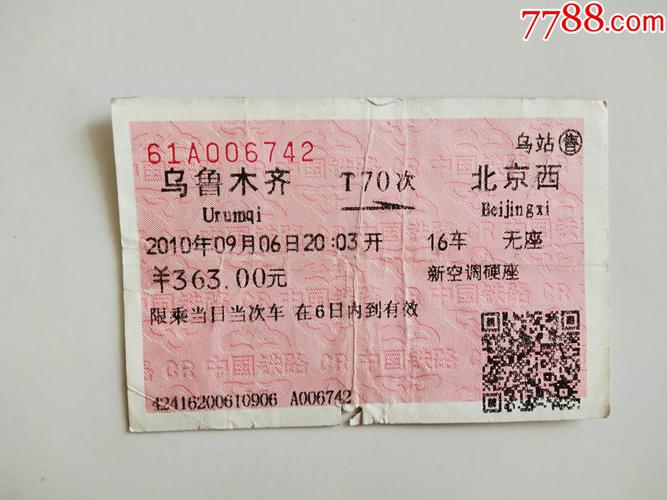 7788.com
乌站 售
61A006742
乌鲁木齐 T70次 北京西
Urumqi Beijingxi
2010年09月06日20:03开 16车 无座
￥363.00元 新空调硬座
限乘当日当次车 在6日内到有效
42416200610906 A006742